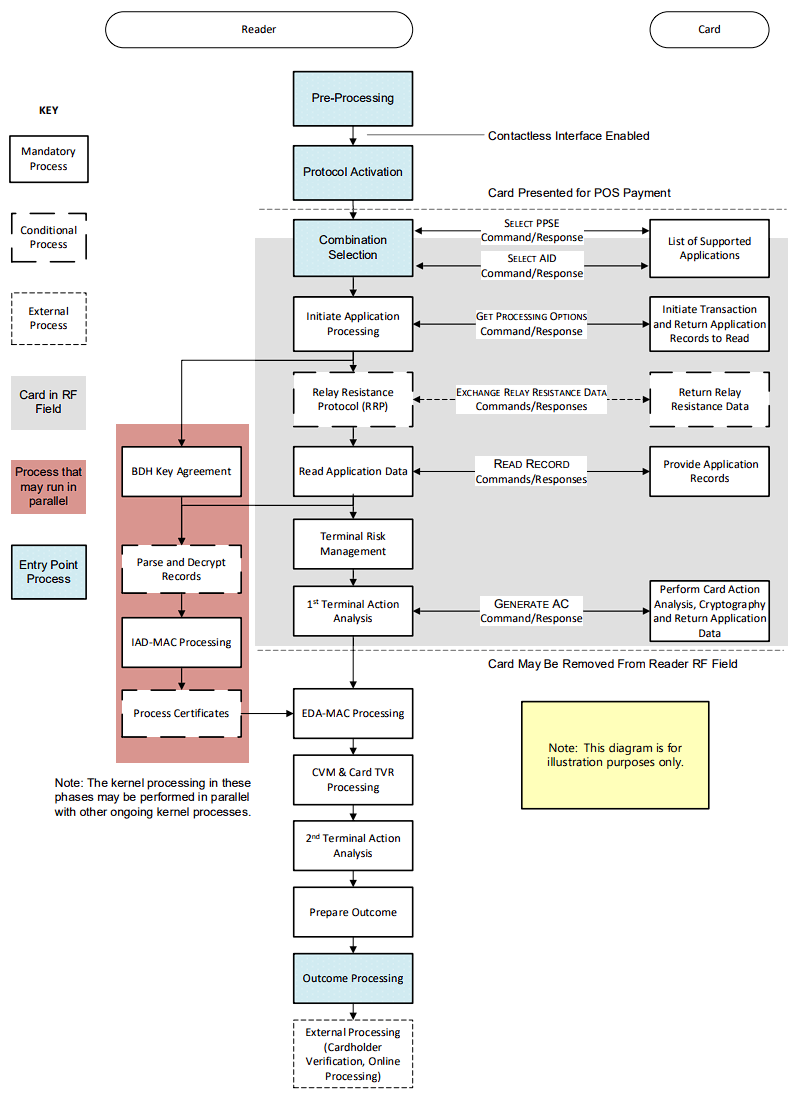 Reader
Card
Pre-Processing
KEY
Contactless Interface Enabled
Mandatory
Process
Protocol Activation
Card Presented for POS Payment
Conditional
Process
Combination
Selection
SELECT PPSE
Command/Response
SELECT AID
Command/Response
List of Supported
Applications
External
Process
Initiate Application
Processing
GET PROCESSING OPTIONS
Command/Response
Initiate Transaction
and Return Application
Records to Read
Card in RF
Field
Relay Resistance
Protocol (RRP)
EXCHANGE RELAY RESISTANCE DATA
Commands/Responses
Return Relay
Resistance Data
Process that
may run in
parallel
BDH Key Agreement
Read Application Data
READ RECORD
Commands/Responses
Provide Application
Records
Entry Point
Process
Parse and Decrypt
Records
Terminal Risk
Management
1st Terminal Action
Analysis
GENERATE AC
Command/Response
Perform Card Action
Analysis, Cryptography
and Return Application
Data
IAD-MAC Processing
Card May Be Removed From Reader RF Field
Process Certificates
EDA-MAC Processing
Note: This diagram is for
illustration purposes only.
Note: The kernel processing in these
phases may be performed in parallel
with other ongoing kernel processes.
CVM & Card TVR
Processing
2nd Terminal Action
Analysis
Prepare Outcome
Outcome Processing
External Processing
(Cardholder
Verification, Online
Processing)